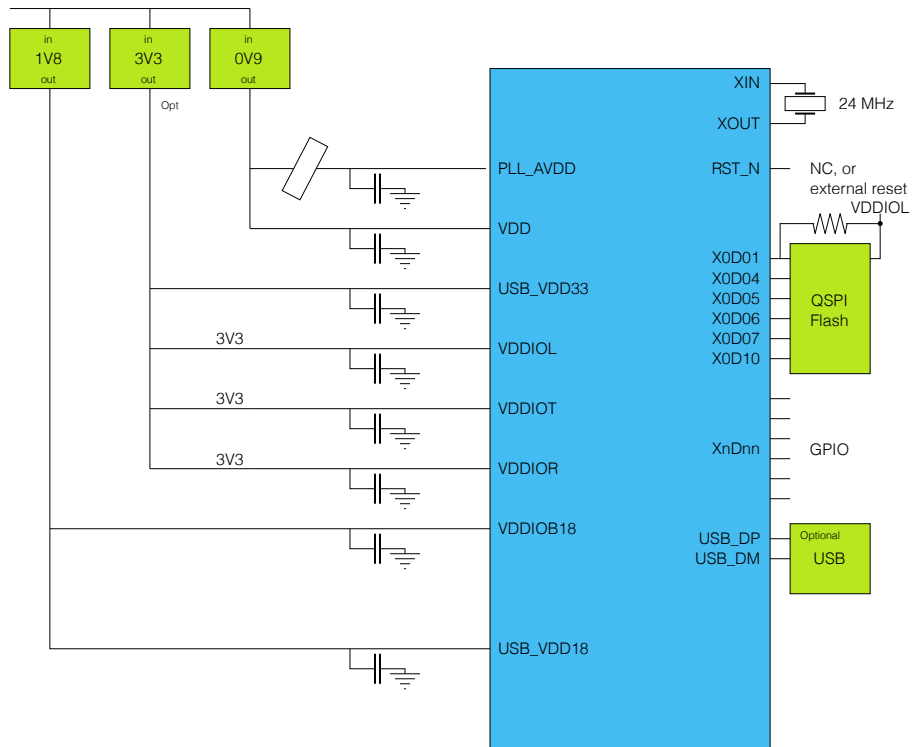 in
1V8
out
in
3V3
out
in
0V9
out
Opt
XIN
24 MHz
XOUT
PLL_AVDD
RST_N
NC, or
external reset
VDDIOL
VDD
X0D01
X0D04
X0D05
X0D06
X0D07
X0D10
QSPI
Flash
USB_VDD33
3V3
VDDIOL
3V3
VDDIOT
3V3
VDDIOR
XnDnn
GPIO
VDDIOB18
USB_DP
USB_DM
Optional
USB
USB_VDD18